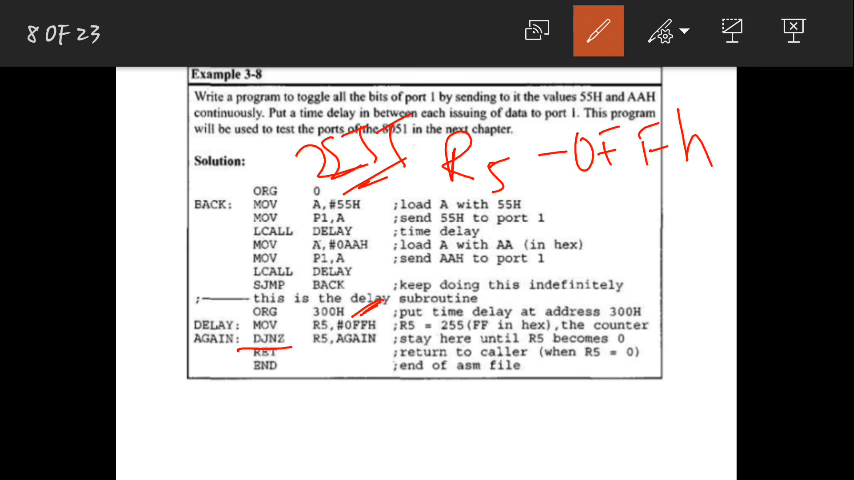 8 OF 23
Example 3-8
Write a program to toggle all the bits of port 1 by sending to it the values 55H and AAH
continuously. Put a time delay in between each issuing of data to port 1. This program
will be used to test the ports of the 8051 in the next chapter.
R5 - OFFh
Solution:
ORG 0
BACK: MOV A,#55H ;load A with 55H
MOV P1,A ;send 55H to port 1
LCALL DELAY ;time delay
MOV A,#0AAH ;load A with AA (in hex)
MOV P1,A ;send AAH to port 1
LCALL DELAY
SJMP BACK ;keep doing this indefinitely
;—— this is the delay subroutine
ORG 300H ;put time delay at address 300H
DELAY: MOV R5,#0FFH ;R5 = 255(FF in hex),the counter
AGAIN: DJNZ R5,AGAIN ;stay here until R5 becomes 0
RET ;return to caller (when R5 = 0)
END ;end of asm file